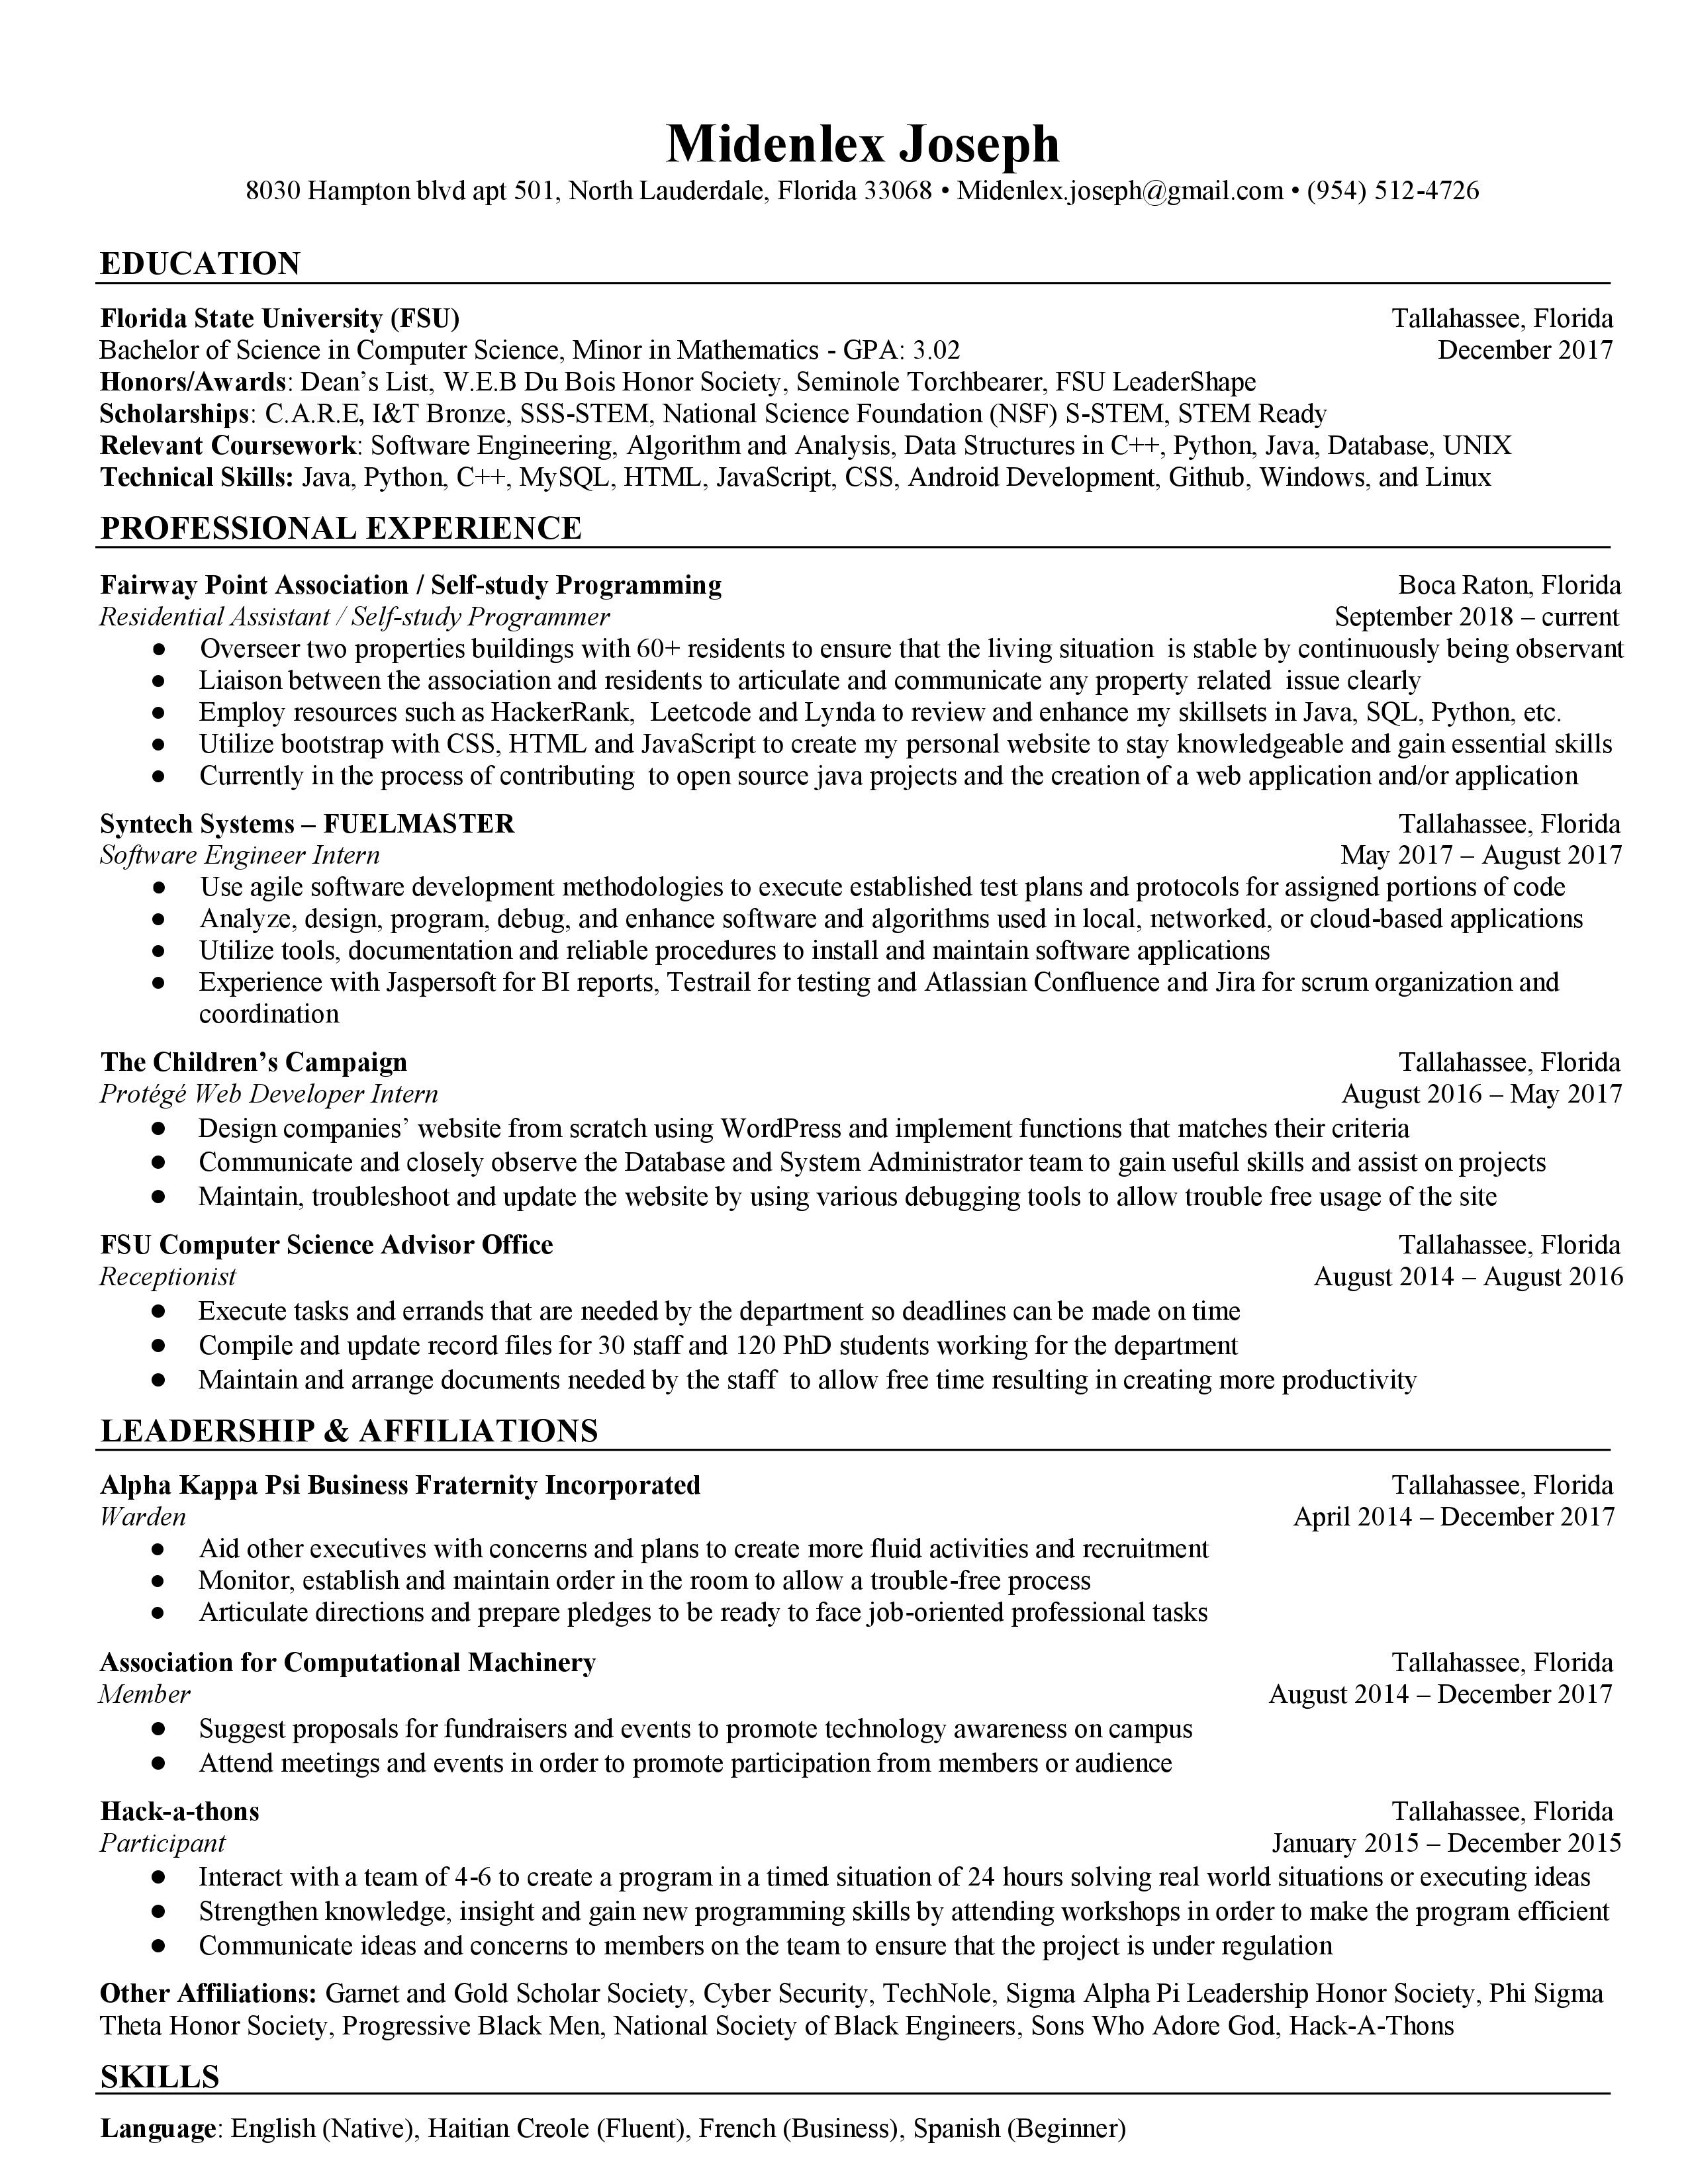 Midenlex Joseph
8030 Hampton blvd apt 501, North Lauderdale, Florida 33068 • Midenlex.joseph@gmail.com • (954) 512-4726
EDUCATION
Florida State University (FSU) Tallahassee, Florida
Bachelor of Science in Computer Science, Minor in Mathematics - GPA: 3.02 December 2017
Honors/Awards: Dean’s List, W.E.B Du Bois Honor Society, Seminole Torchbearer, FSU LeaderShape
Scholarships: C.A.R.E, I&T Bronze, SSS-STEM, National Science Foundation (NSF) S-STEM, STEM Ready
Relevant Coursework: Software Engineering, Algorithm and Analysis, Data Structures in C++, Python, Java, Database, UNIX
Technical Skills: Java, Python, C++, MySQL, HTML, JavaScript, CSS, Android Development, Github, Windows, and Linux
PROFESSIONAL EXPERIENCE
Fairway Point Association / Self-study Programming Boca Raton, Florida
Residential Assistant / Self-study Programmer September 2018 – current
● Overseer two properties buildings with 60+ residents to ensure that the living situation is stable by continuously being observant
● Liaison between the association and residents to articulate and communicate any property related issue clearly
● Employ resources such as HackerRank, Leetcode and Lynda to review and enhance my skillsets in Java, SQL, Python, etc.
● Utilize bootstrap with CSS, HTML and JavaScript to create my personal website to stay knowledgeable and gain essential skills
● Currently in the process of contributing to open source java projects and the creation of a web application and/or application
Syntech Systems – FUELMASTER Tallahassee, Florida
Software Engineer Intern May 2017 – August 2017
● Use agile software development methodologies to execute established test plans and protocols for assigned portions of code
● Analyze, design, program, debug, and enhance software and algorithms used in local, networked, or cloud-based applications
● Utilize tools, documentation and reliable procedures to install and maintain software applications
● Experience with Jaspersoft for BI reports, Testrail for testing and Atlassian Confluence and Jira for scrum organization and
coordination
The Children’s Campaign Tallahassee, Florida
Protégé Web Developer Intern August 2016 – May 2017
● Design companies’ website from scratch using WordPress and implement functions that matches their criteria
● Communicate and closely observe the Database and System Administrator team to gain useful skills and assist on projects
● Maintain, troubleshoot and update the website by using various debugging tools to allow trouble free usage of the site
FSU Computer Science Advisor Office Tallahassee, Florida
Receptionist August 2014 – August 2016
● Execute tasks and errands that are needed by the department so deadlines can be made on time
● Compile and update record files for 30 staff and 120 PhD students working for the department
● Maintain and arrange documents needed by the staff to allow free time resulting in creating more productivity
LEADERSHIP & AFFILIATIONS
Alpha Kappa Psi Business Fraternity Incorporated Tallahassee, Florida
Warden April 2014 – December 2017
● Aid other executives with concerns and plans to create more fluid activities and recruitment
● Monitor, establish and maintain order in the room to allow a trouble-free process
● Articulate directions and prepare pledges to be ready to face job-oriented professional tasks
Association for Computational Machinery Tallahassee, Florida
Member August 2014 – December 2017
● Suggest proposals for fundraisers and events to promote technology awareness on campus
● Attend meetings and events in order to promote participation from members or audience
Hack-a-thons Tallahassee, Florida
Participant January 2015 – December 2015
● Interact with a team of 4-6 to create a program in a timed situation of 24 hours solving real world situations or executing ideas
● Strengthen knowledge, insight and gain new programming skills by attending workshops in order to make the program efficient
● Communicate ideas and concerns to members on the team to ensure that the project is under regulation
Other Affiliations: Garnet and Gold Scholar Society, Cyber Security, TechNole, Sigma Alpha Pi Leadership Honor Society, Phi Sigma
Theta Honor Society, Progressive Black Men, National Society of Black Engineers, Sons Who Adore God, Hack-A-Thons
SKILLS
Language: English (Native), Haitian Creole (Fluent), French (Business), Spanish (Beginner)